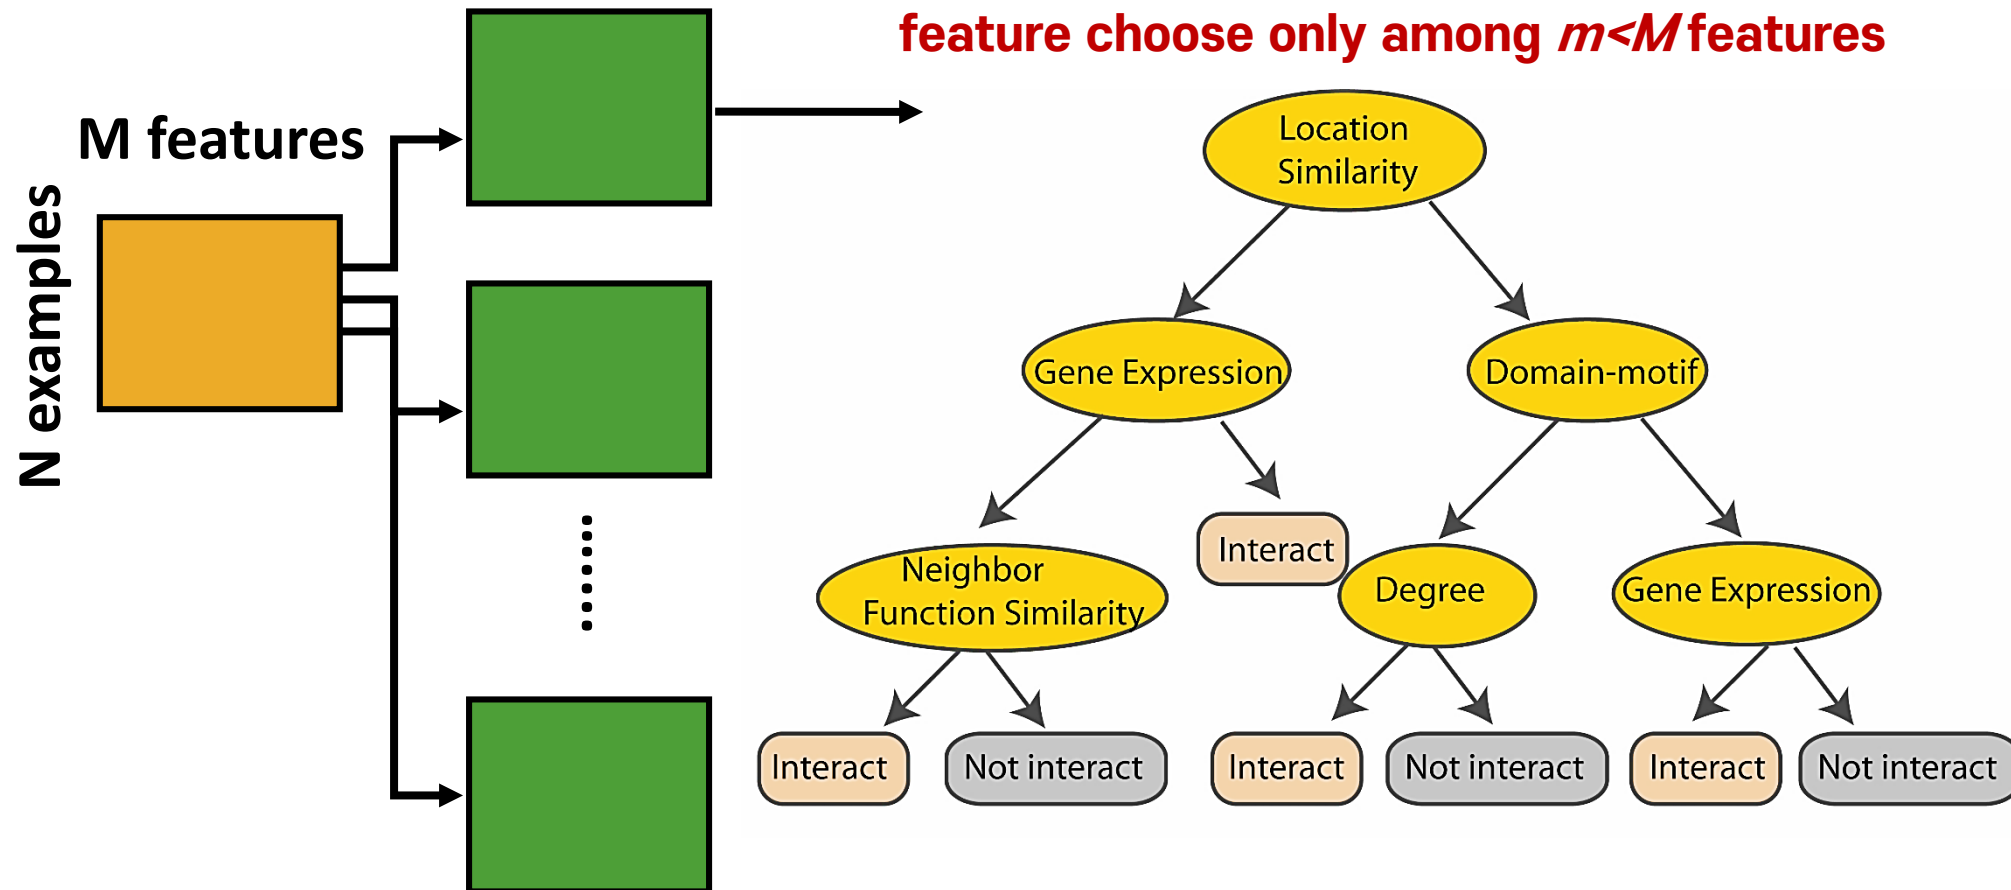 feature choose only among m<M features
M features
N examples
Location
Similarity
Gene Expression
Domain-motif
Interact
Neighbor
Function Similarity
Degree
Gene Expression
Interact
Not interact
Interact
Not interact
Interact
Not interact